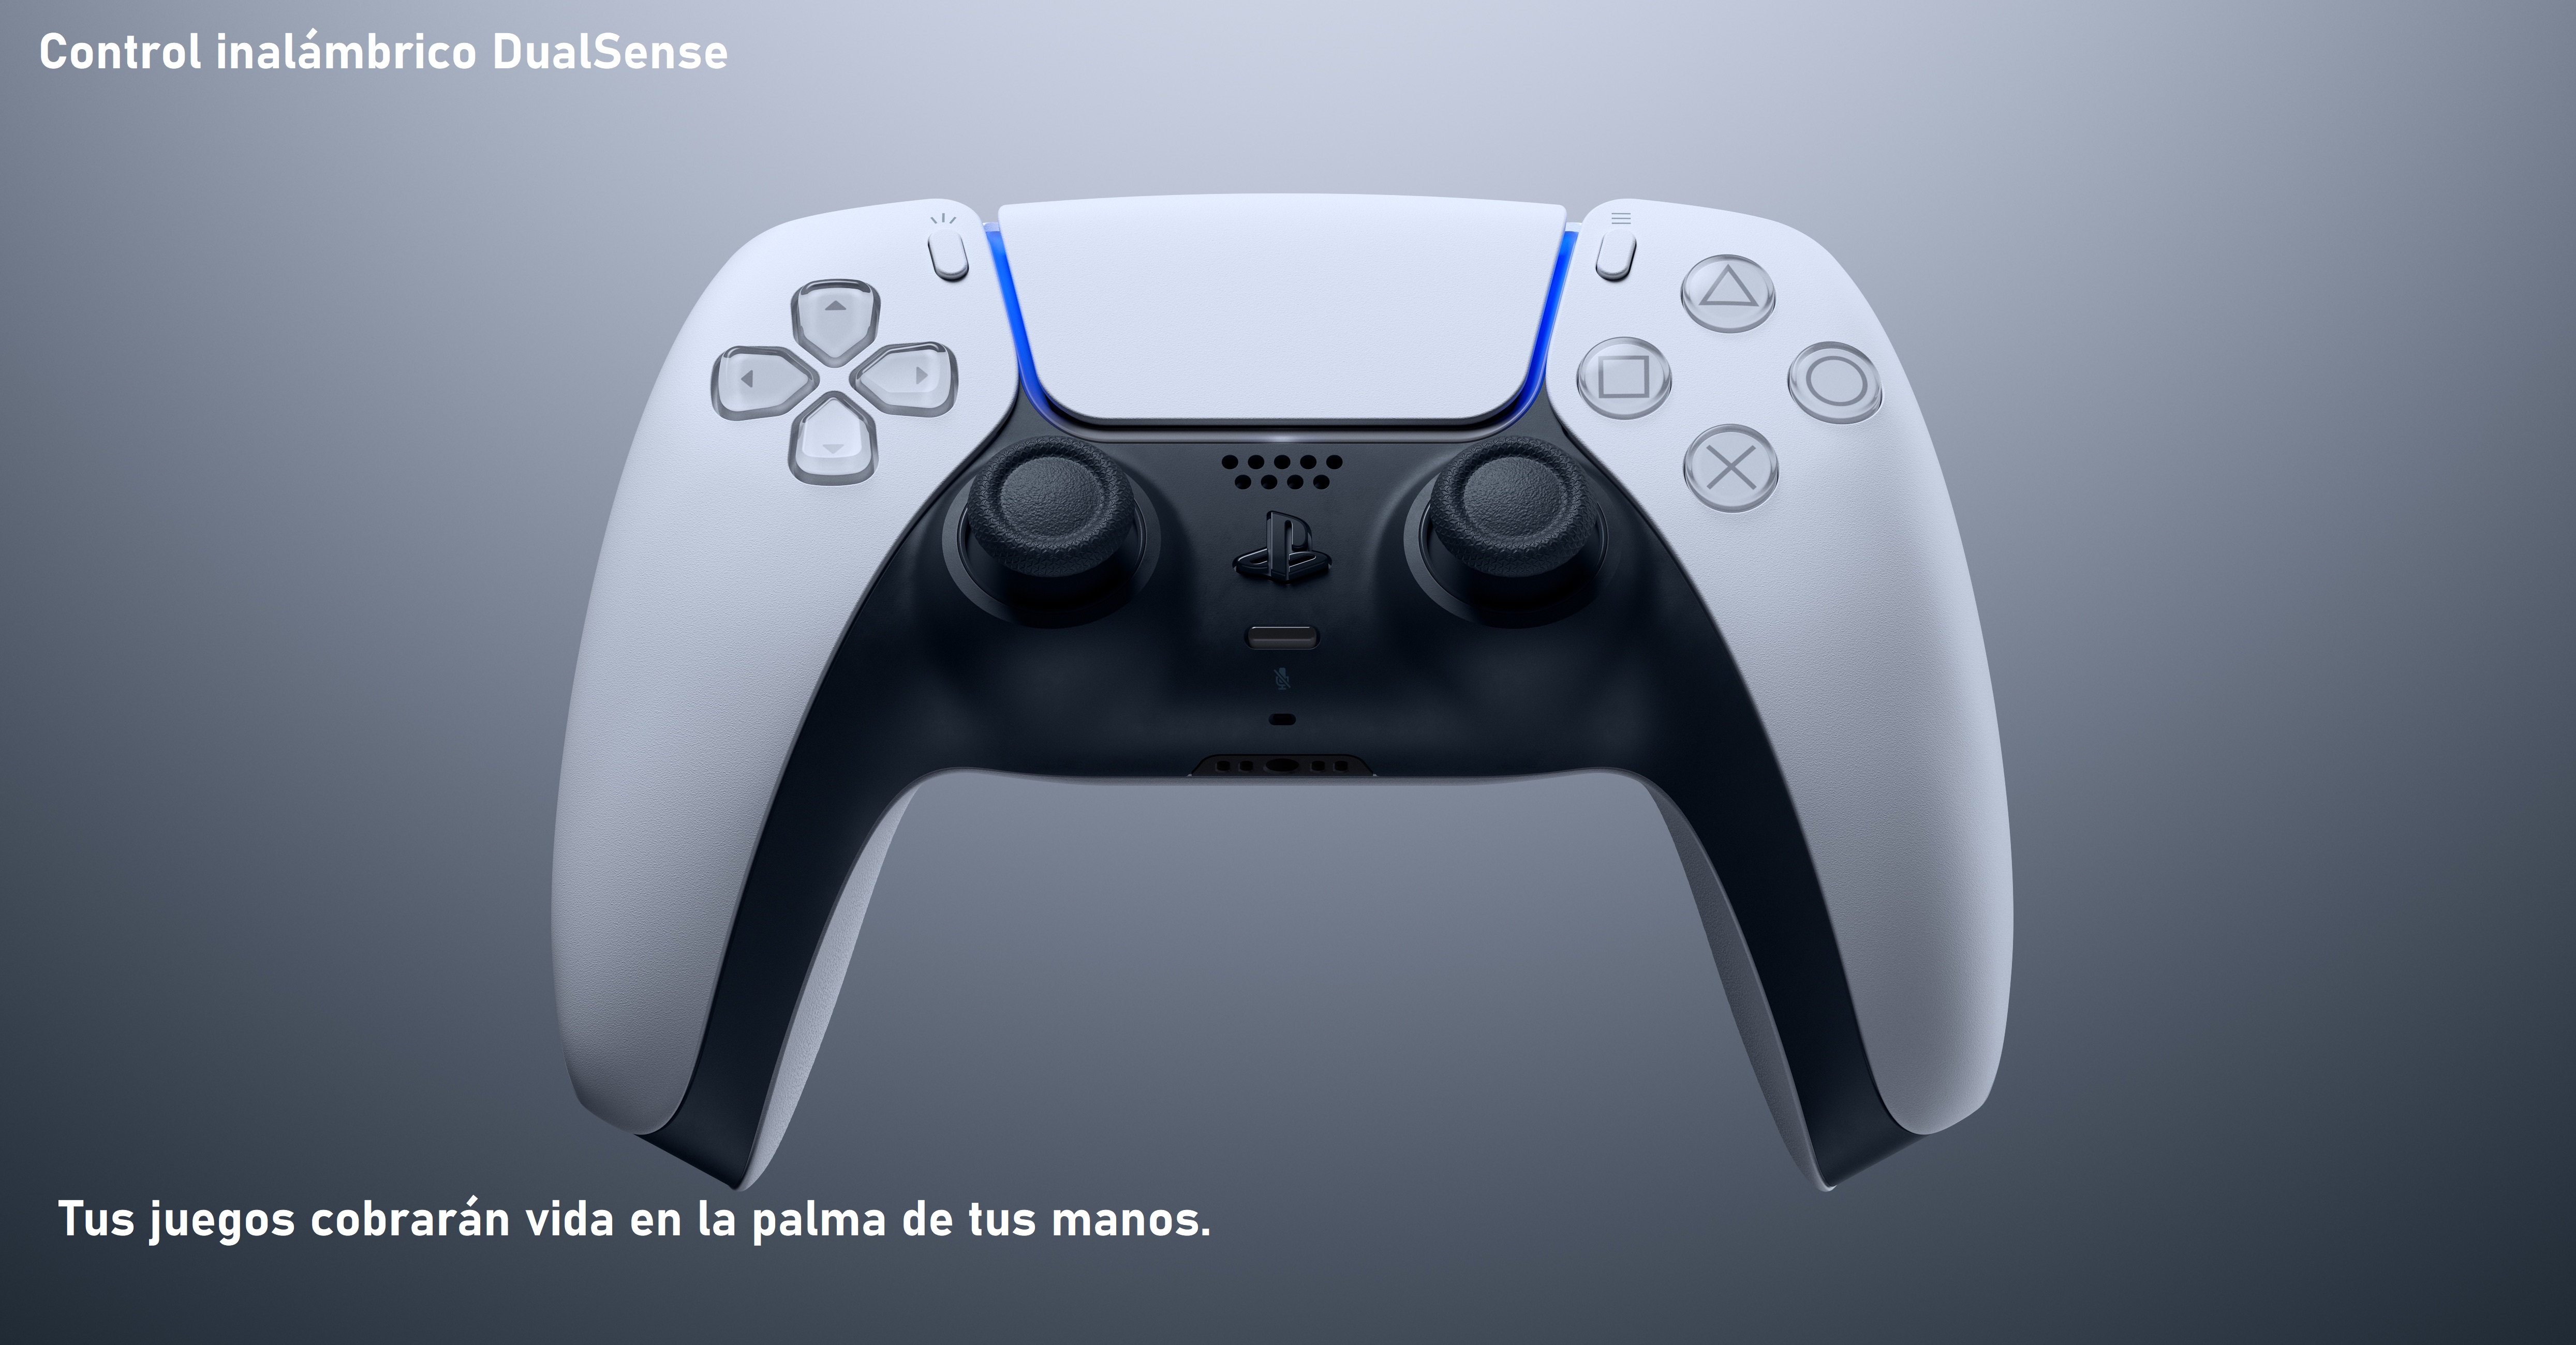 Control inalámbrico DualSense
Tus juegos cobrarán vida en la palma de tus manos.